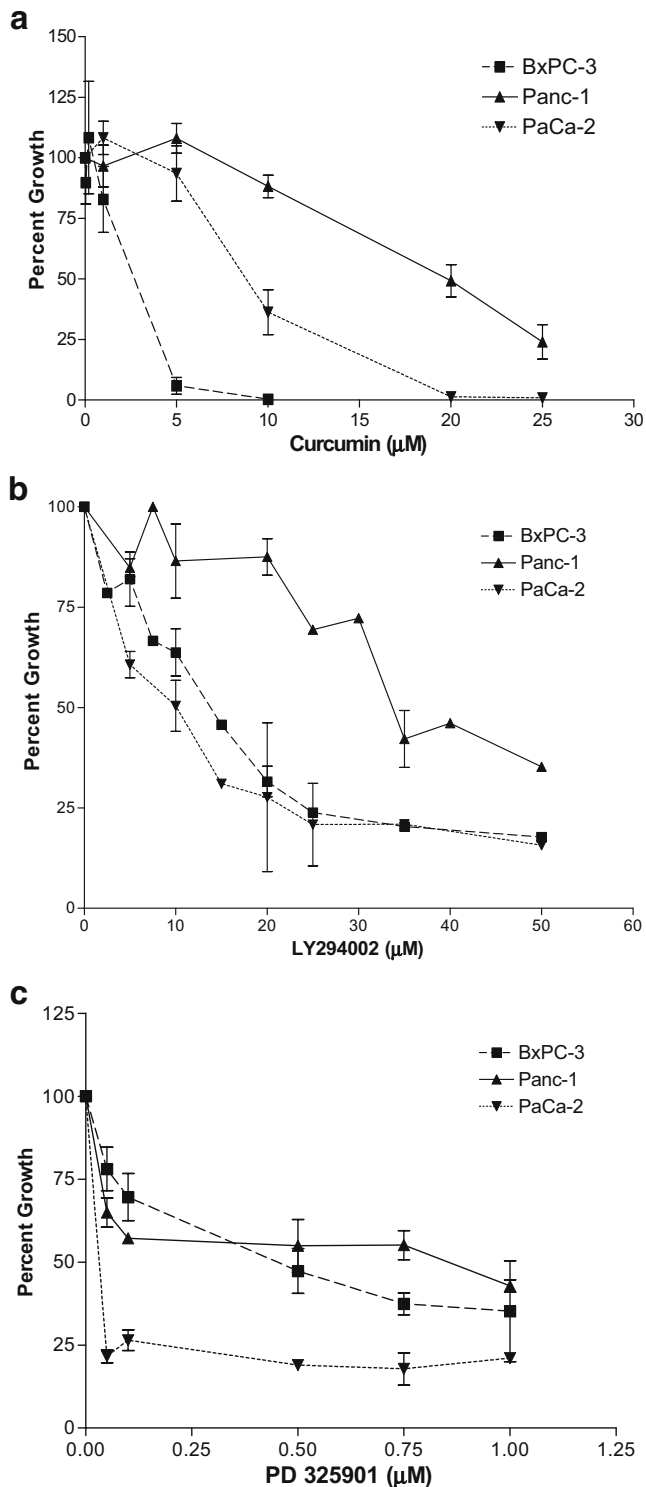 a
150
125
100
75
50
25
0
Percent Growth
BxPC-3
Panc-1
PaCa-2
0 5 10 15 20 25 30
Curcumin (μM)
b
100
75
50
25
0
Percent Growth
BxPC-3
Panc-1
PaCa-2
0 10 20 30 40 50 60
LY294002 (μM)
c
125
100
75
50
25
0
Percent Growth
BxPC-3
Panc-1
PaCa-2
0.00 0.25 0.50 0.75 1.00 1.25
PD 325901 (μM)